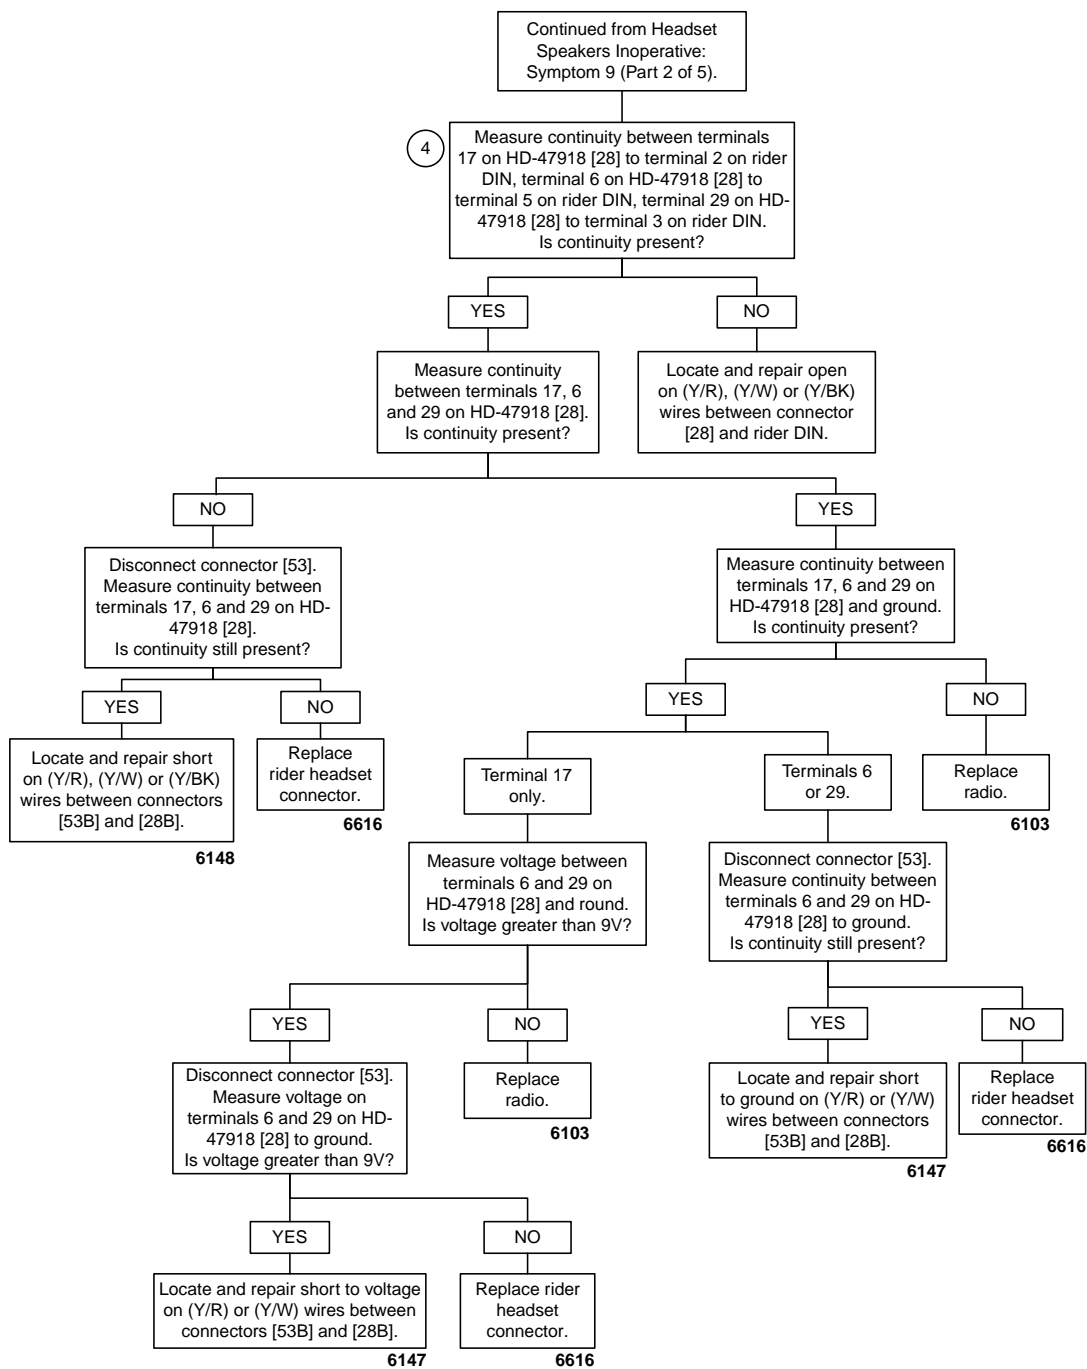 Continued from Headset
Speakers Inoperative:
Symptom 9 (Part 2 of 5).
4
Measure continuity between terminals
17 on HD-47918 [28] to terminal 2 on rider
DIN, terminal 6 on HD-47918 [28] to
terminal 5 on rider DIN, terminal 29 on HD-
47918 [28] to terminal 3 on rider DIN.
Is continuity present?
YES
NO
Measure continuity
between terminals 17, 6
and 29 on HD-47918 [28].
Is continuity present?
Locate and repair open
on (Y/R), (Y/W) or (Y/BK)
wires between connector
[28] and rider DIN.
NO
YES
Disconnect connector [53].
Measure continuity between
terminals 17, 6 and 29 on HD-
47918 [28].
Is continuity still present?
Measure continuity between
terminals 17, 6 and 29 on
HD-47918 [28] and ground.
Is continuity present?
YES
NO
YES
NO
Locate and repair short
on (Y/R), (Y/W) or (Y/BK)
wires between connectors
[53B] and [28B].
6148
Replace
rider headset
connector.
6616
Terminal 17
only.
Terminals 6
or 29.
Replace
radio.
6103
Measure voltage between
terminals 6 and 29 on
HD-47918 [28] and round.
Is voltage greater than 9V?
Disconnect connector [53].
Measure continuity between
terminals 6 and 29 on HD-
47918 [28] to ground.
Is continuity still present?
YES
NO
YES
NO
Disconnect connector [53].
Measure voltage on
terminals 6 and 29 on HD-
47918 [28] to ground.
Is voltage greater than 9V?
Replace
radio.
6103
Locate and repair short
to ground on (Y/R) or (Y/W)
wires between connectors
[53B] and [28B].
6147
Replace
rider headset
connector.
6616
YES
NO
Locate and repair short to voltage
on (Y/R) or (Y/W) wires between
connectors [53B] and [28B].
6147
Replace rider
headset
connector.
6616